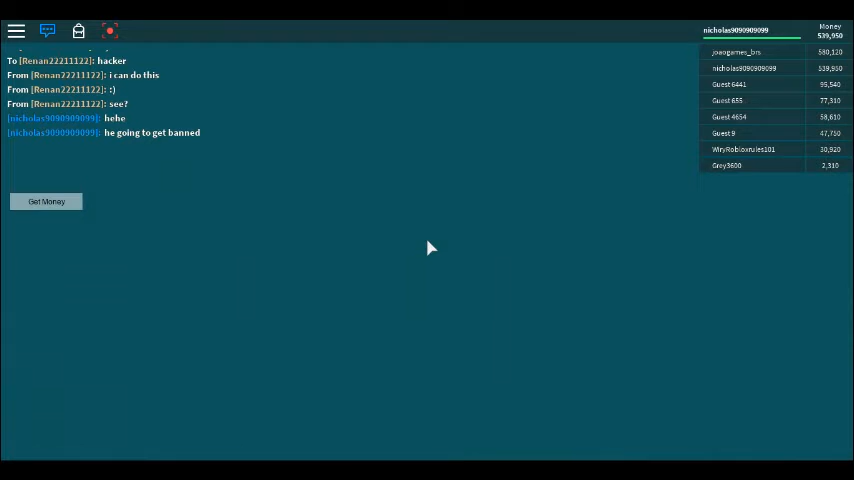 nicholas9090909099
Money
539,950
To [Renan22211122]: hacker
From [Renan22211122]: i can do this
From [Renan22211122]: :)
From [Renan22211122]: see?
[nicholas9090909099]: hehe
[nicholas9090909099]: he going to get banned
Get Money
joaogames_brs 580,120
nicholas9090909099 539,950
Guest 6441 95,540
Guest 655 77,310
Guest 4654 58,610
Guest 9 47,750
WiryRobloxrules101 30,920
Grey3600 2,310